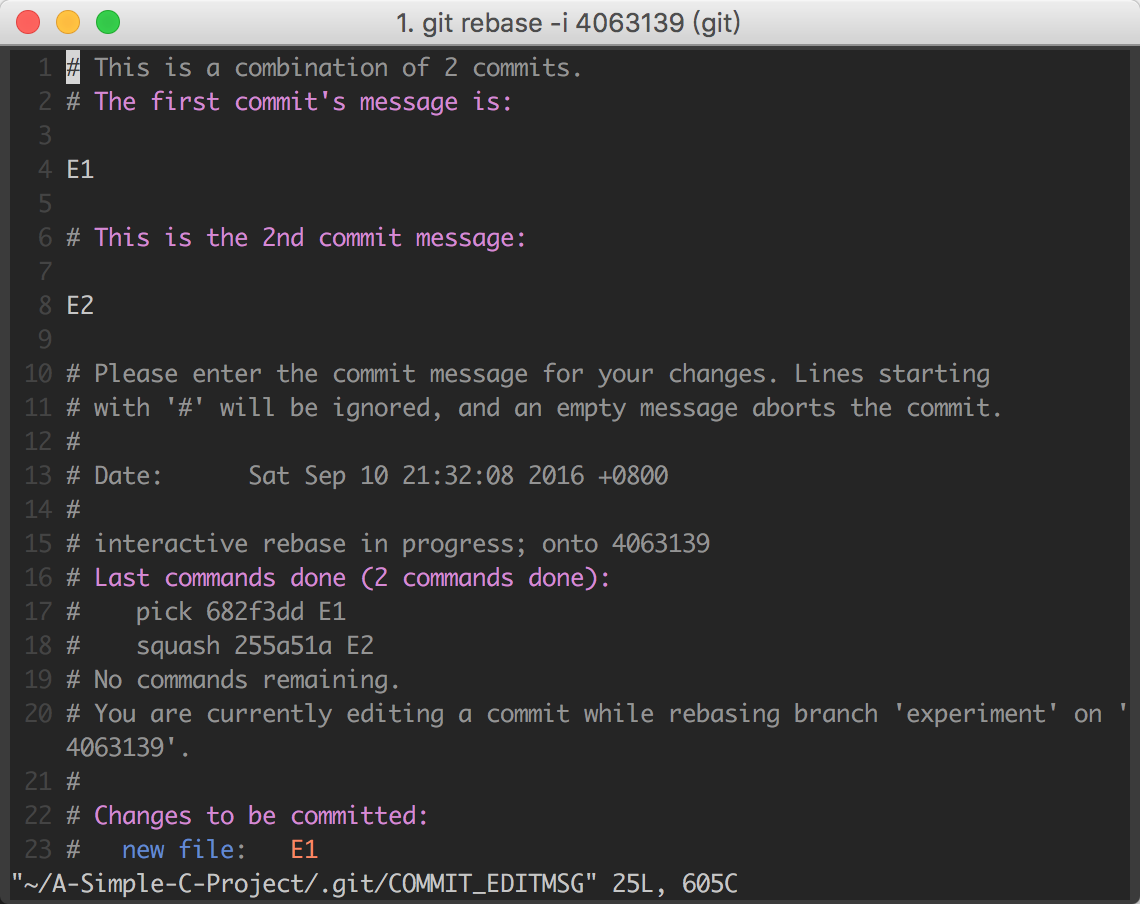 1. git rebase -i 4063139 (git)
1 # This is a combination of 2 commits.
2 # The first commit's message is:
3
4 E1
5
6 # This is the 2nd commit message:
7
8 E2
9
10 # Please enter the commit message for your changes. Lines starting
11 # with '#' will be ignored, and an empty message aborts the commit.
12 #
13 # Date:      Sat Sep 10 21:32:08 2016 +0800
14 #
15 # interactive rebase in progress; onto 4063139
16 # Last commands done (2 commands done):
17 #    pick 682f3dd E1
18 #    squash 255a51a E2
19 # No commands remaining.
20 # You are currently editing a commit while rebasing branch 'experiment' on '
4063139'.
21 #
22 # Changes to be committed:
23 #   new file:   E1
"~/A-Simple-C-Project/.git/COMMIT_EDITMSG" 25L, 605C